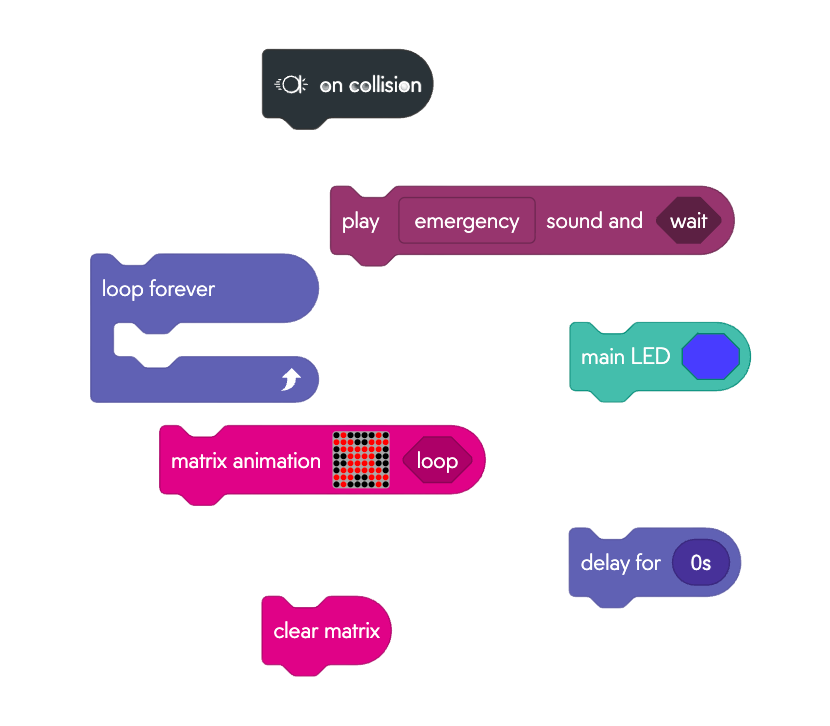 on collision
play emergency sound and wait
loop forever
main LED
matrix animation loop
delay for 0s
clear matrix